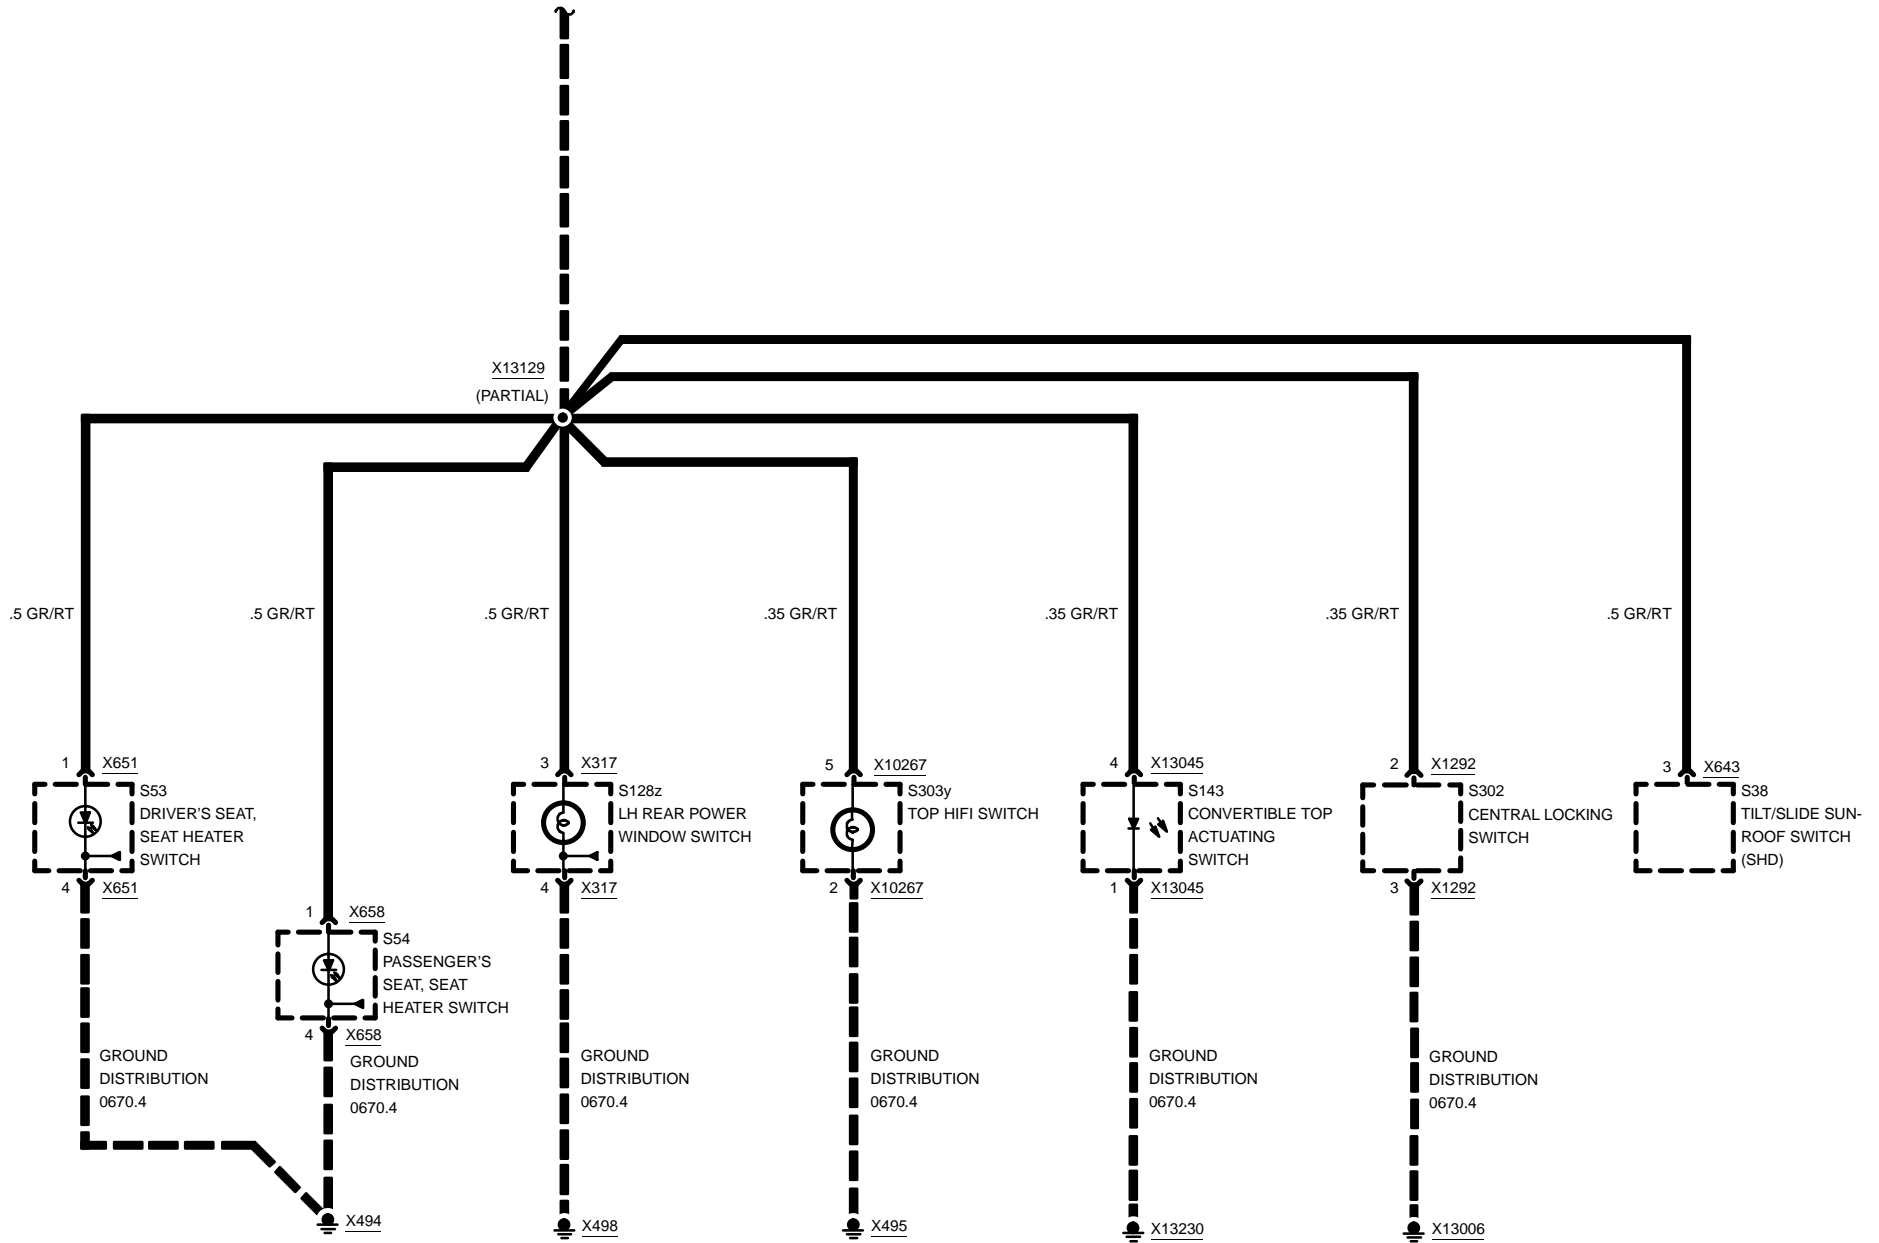 X13129
(PARTIAL)
.5 GR/RT
.5 GR/RT
.5 GR/RT
.35 GR/RT
.35 GR/RT
.35 GR/RT
.5 GR/RT
1 X651
S53
DRIVER'S SEAT,
SEAT HEATER
SWITCH
4 X651
GROUND
DISTRIBUTION
0670.4
1 X658
S54
PASSENGER'S
SEAT, SEAT
HEATER SWITCH
4 X658
GROUND
DISTRIBUTION
0670.4
X494
3 X317
S128z
LH REAR POWER
WINDOW SWITCH
4 X317
GROUND
DISTRIBUTION
0670.4
X498
5 X10267
S303y
TOP HIFI SWITCH
2 X10267
GROUND
DISTRIBUTION
0670.4
X495
4 X13045
S143
CONVERTIBLE TOP
ACTUATING
SWITCH
1 X13045
GROUND
DISTRIBUTION
0670.4
X13230
2 X1292
S302
CENTRAL LOCKING
SWITCH
3 X1292
GROUND
DISTRIBUTION
0670.4
X13006
3 X643
S38
TILT/SLIDE SUN-
ROOF SWITCH
(SHD)